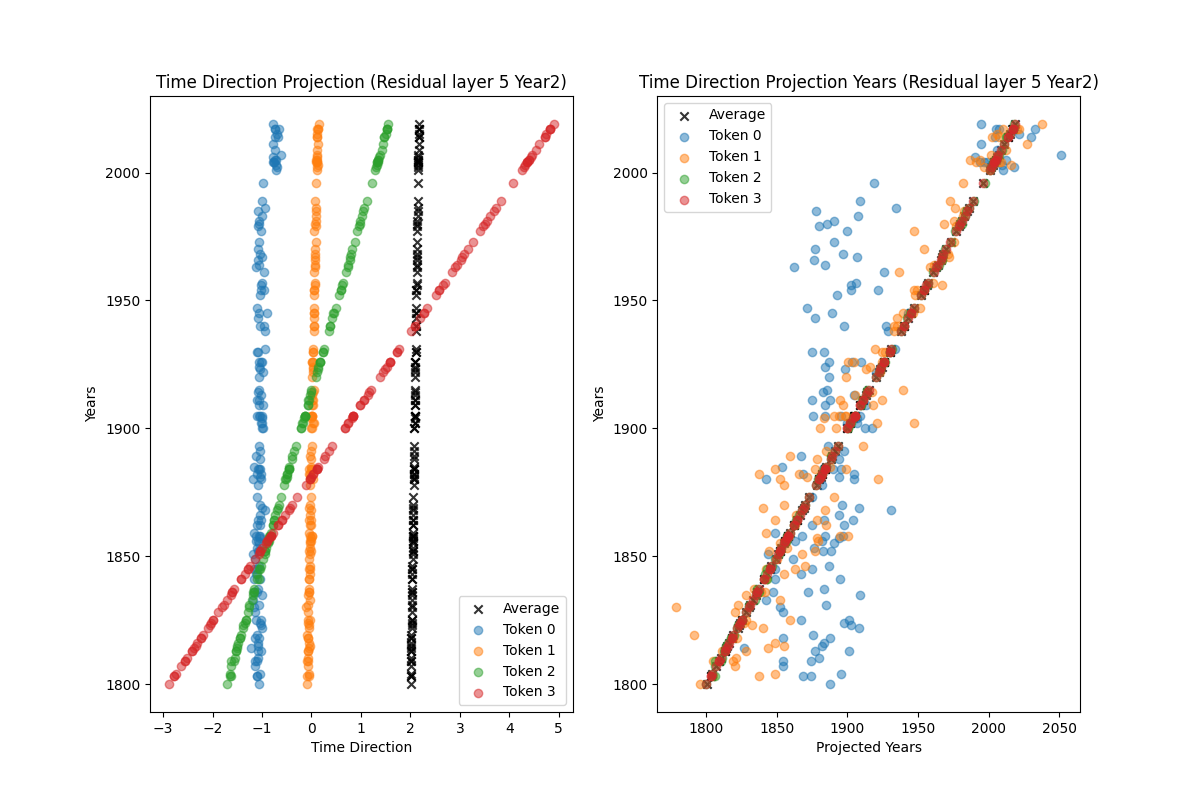 Time Direction Projection (Residual layer 5 Year2)
Years
2000
1950
1900
1850
1800
Average
Token 0
Token 1
Token 2
Token 3
−3 −2 −1 0 1 2 3 4 5
Time Direction
Time Direction Projection Years (Residual layer 5 Year2)
Average
Token 0
Token 1
Token 2
Token 3
Years
2000
1950
1900
1850
1800
1800 1850 1900 1950 2000 2050
Projected Years